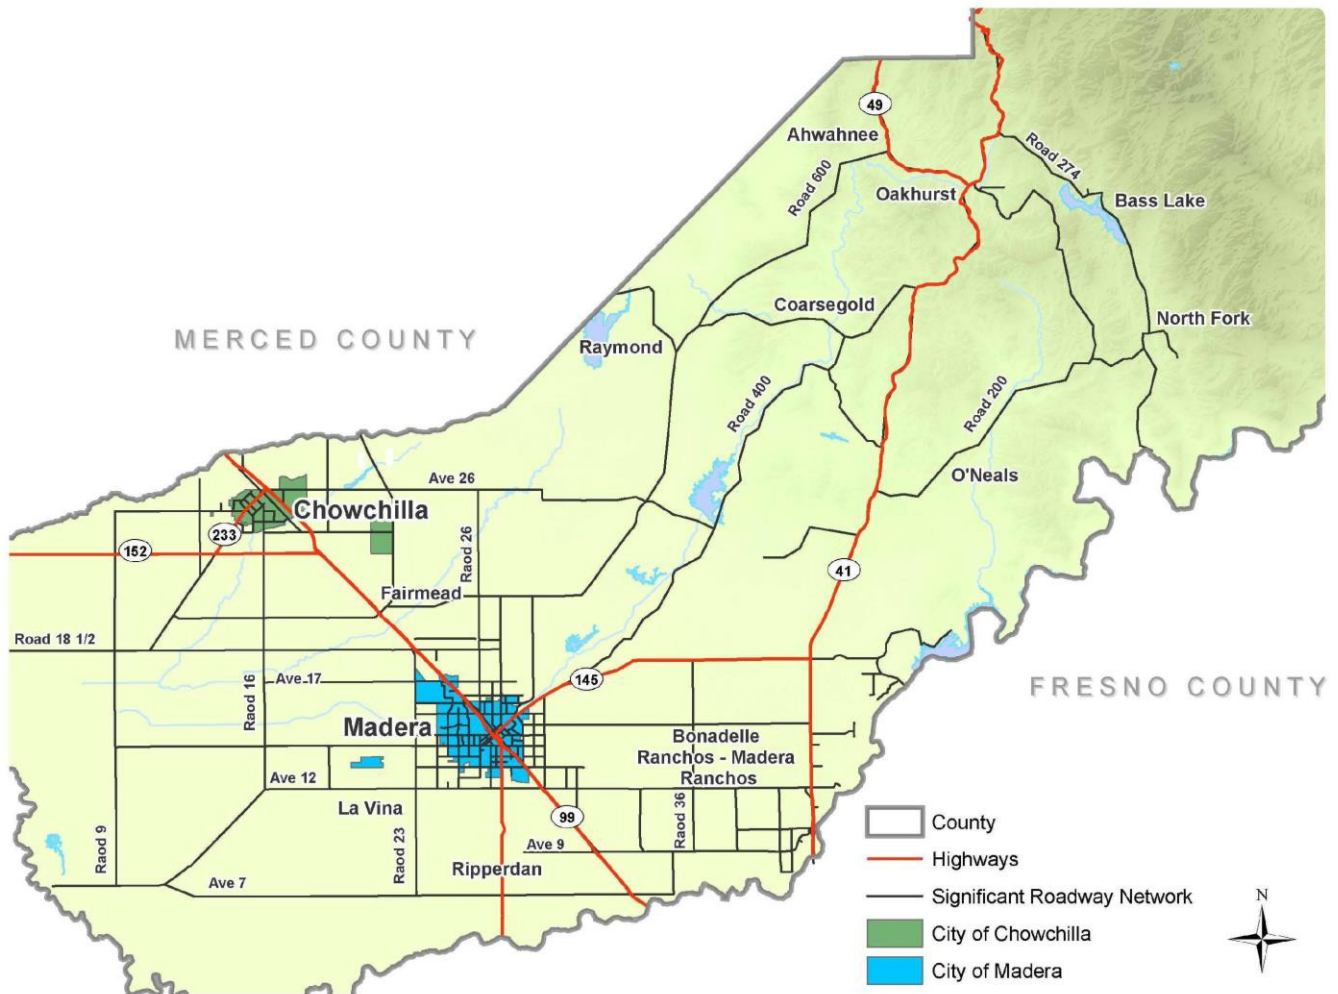 49
Ahwahnee
Road 274
Road 600
Oakhurst
Bass Lake
Coarsegold
North Fork
MERCED COUNTY
Raymond
Road 400
Road 200
Ave 26
O'Neals
Chowchilla
233
152
Raod 26
41
Fairmead
Road 18 1/2
145
Ave 17
Raod 16
FRESNO COUNTY
Madera
Bonadelle
Ranchos - Madera
Ranchos
Ave 12
La Vina
99
Raod 36
Raod 9
Raod 23
Ave 9
Ripperdan
Ave 7
County
Highways
Significant Roadway Network
City of Chowchilla
City of Madera
N